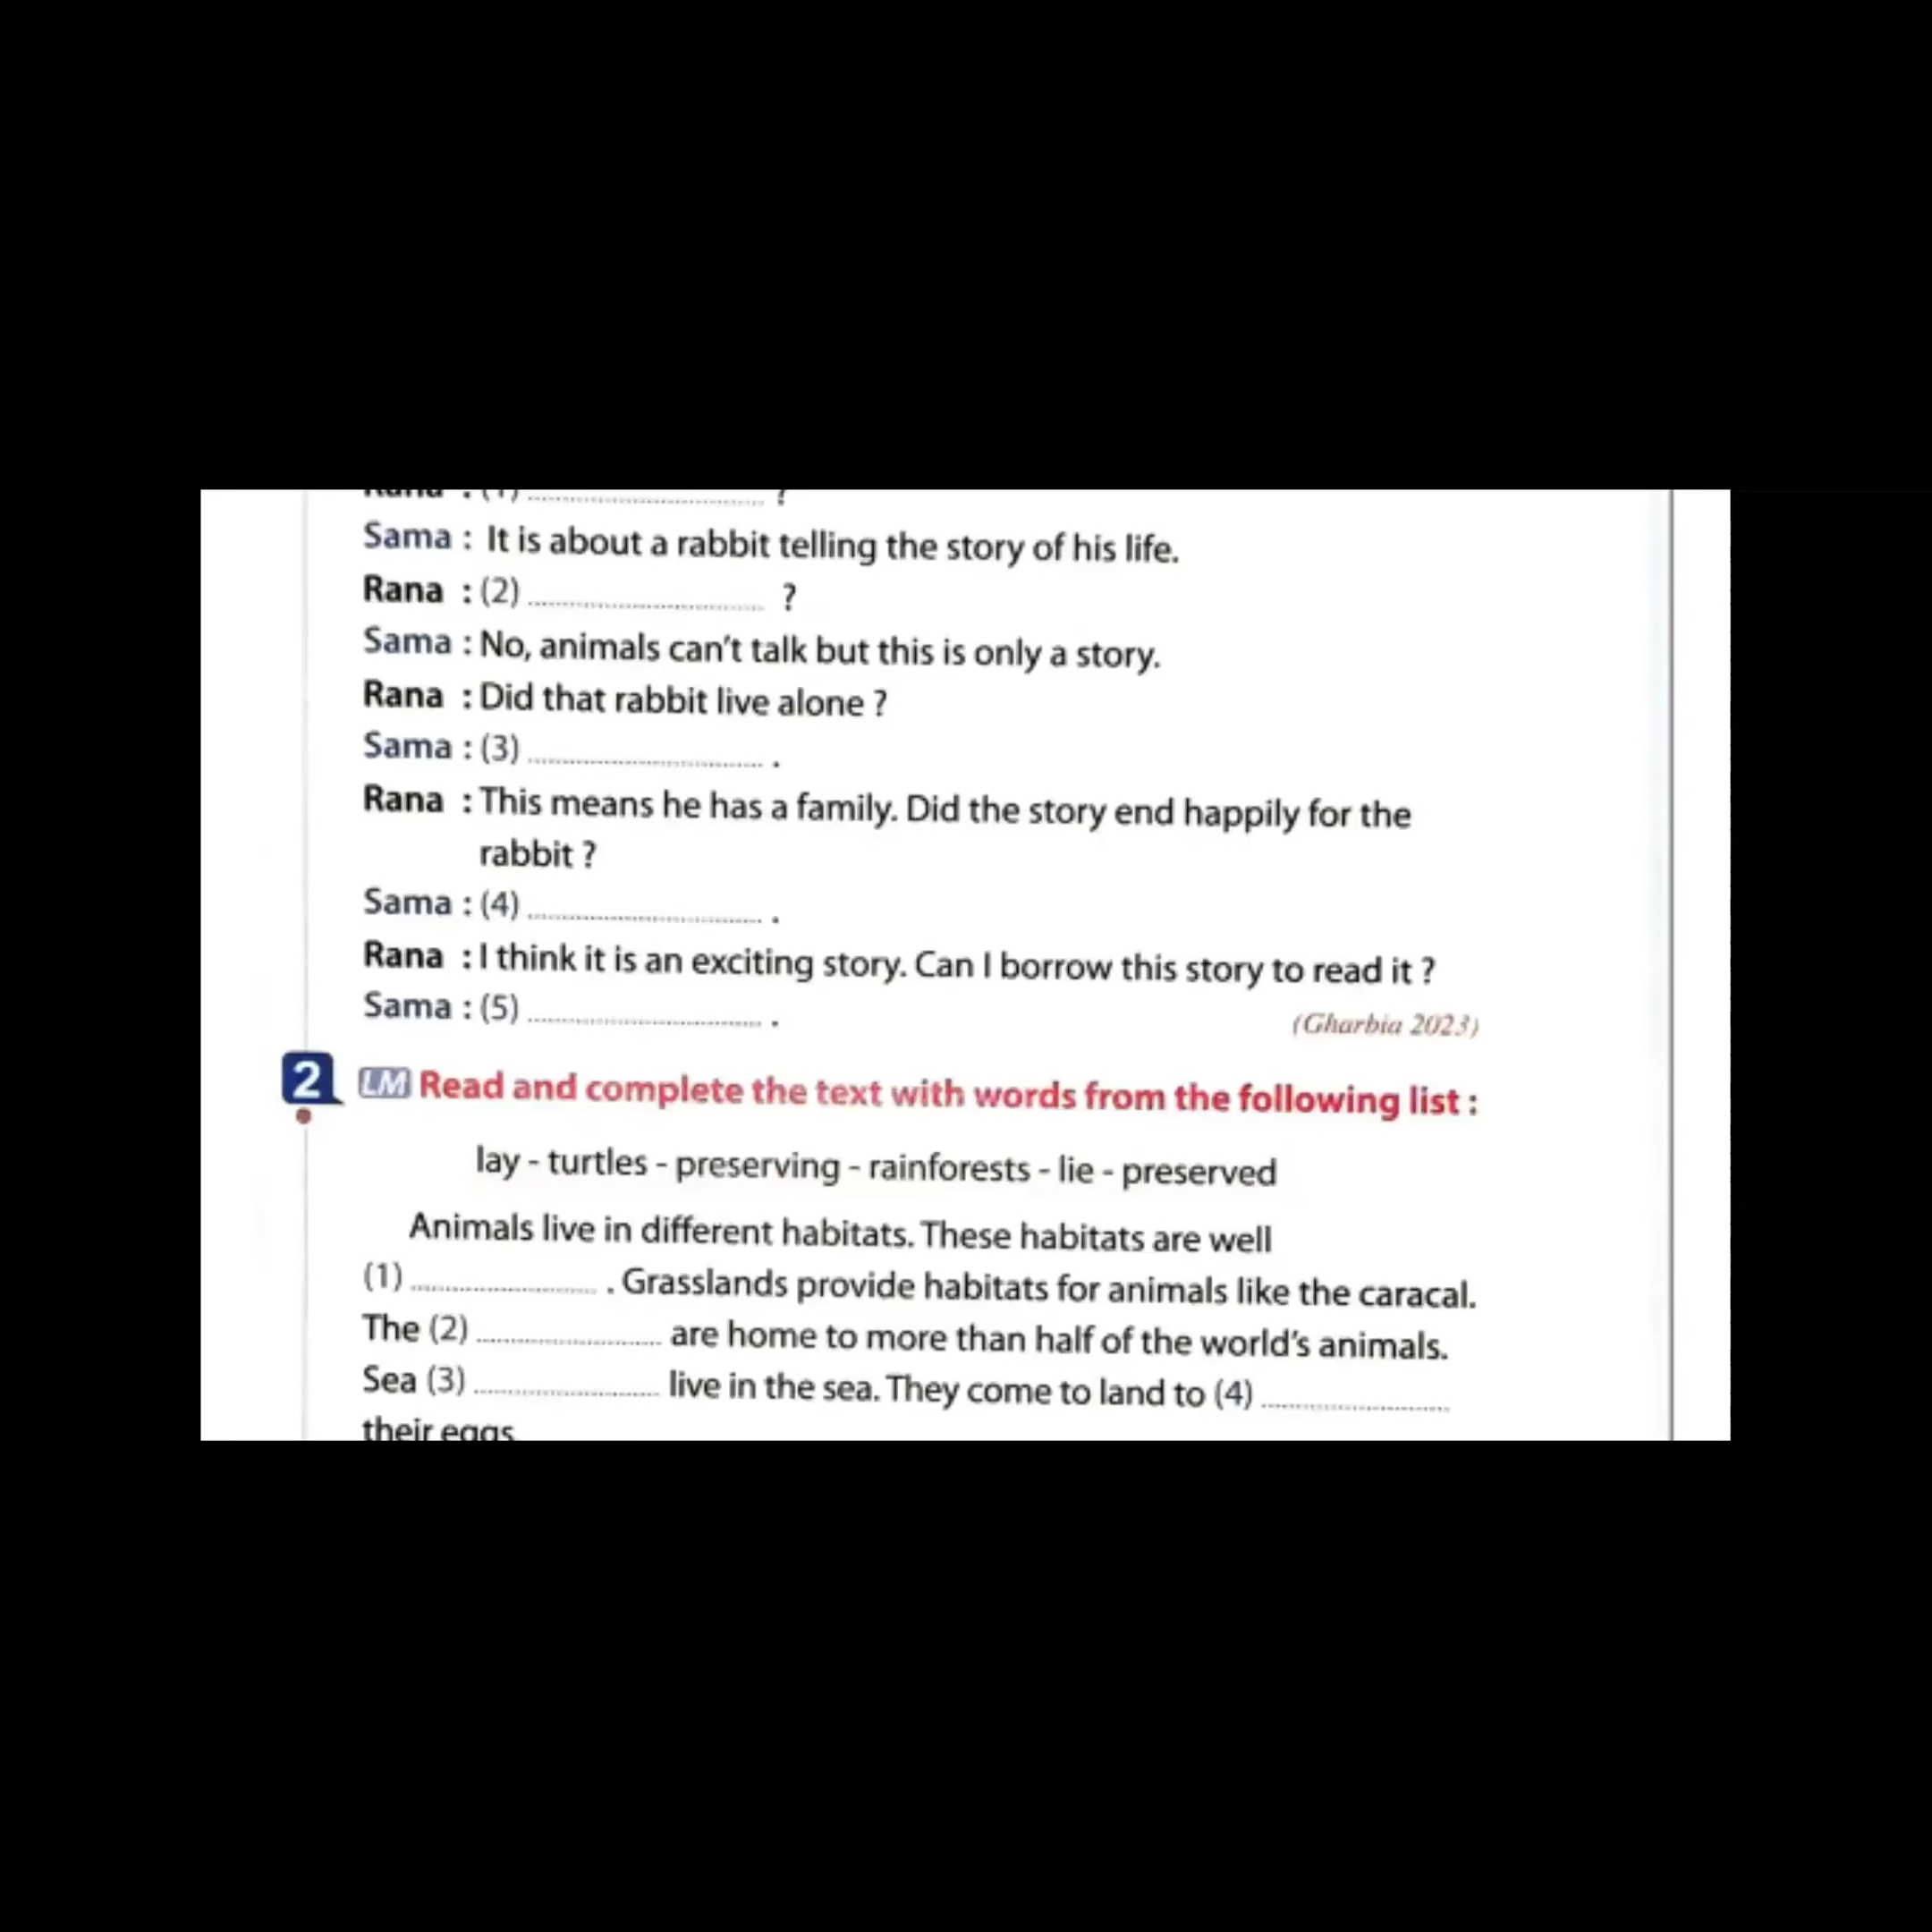 Rana : (1) ........................ ?
Sama : It is about a rabbit telling the story of his life.
Rana : (2) ........................ ?
Sama : No, animals can't talk but this is only a story.
Rana : Did that rabbit live alone ?
Sama : (3) ........................ .
Rana : This means he has a family. Did the story end happily for the
rabbit ?
Sama : (4) ........................ .
Rana : I think it is an exciting story. Can I borrow this story to read it ?
Sama : (5) ........................ .
(Gharbia 2023)
2 LM Read and complete the text with words from the following list :
lay - turtles - preserving - rainforests - lie - preserved
Animals live in different habitats. These habitats are well
(1) ........................ . Grasslands provide habitats for animals like the caracal.
The (2) ........................ are home to more than half of the world's animals.
Sea (3) ........................ live in the sea. They come to land to (4) ........................
their eggs.